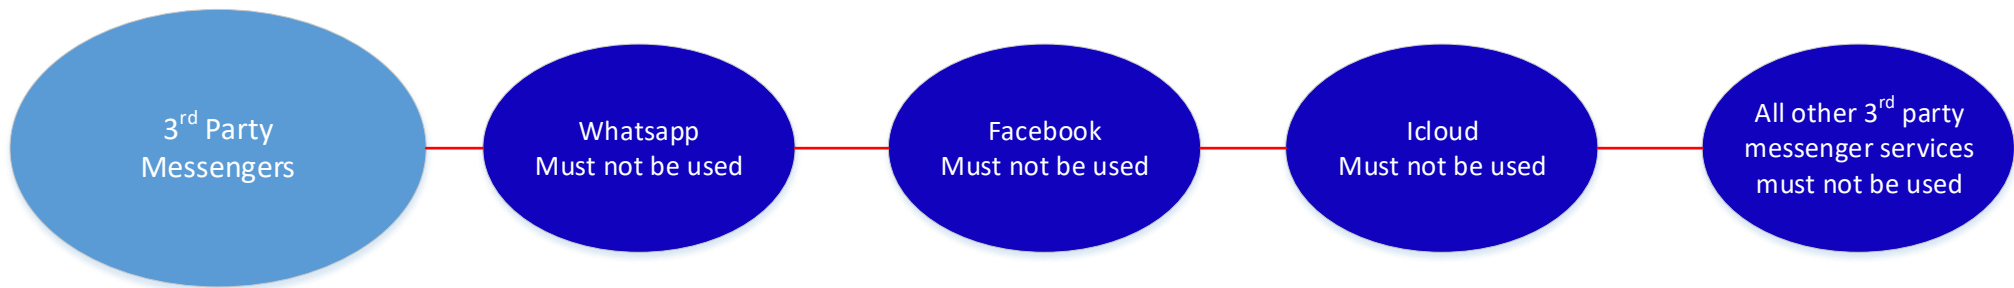 3rd Party
Messengers
Whatsapp
Must not be used
Facebook
Must not be used
Icloud
Must not be used
All other 3rd party
messenger services
must not be used